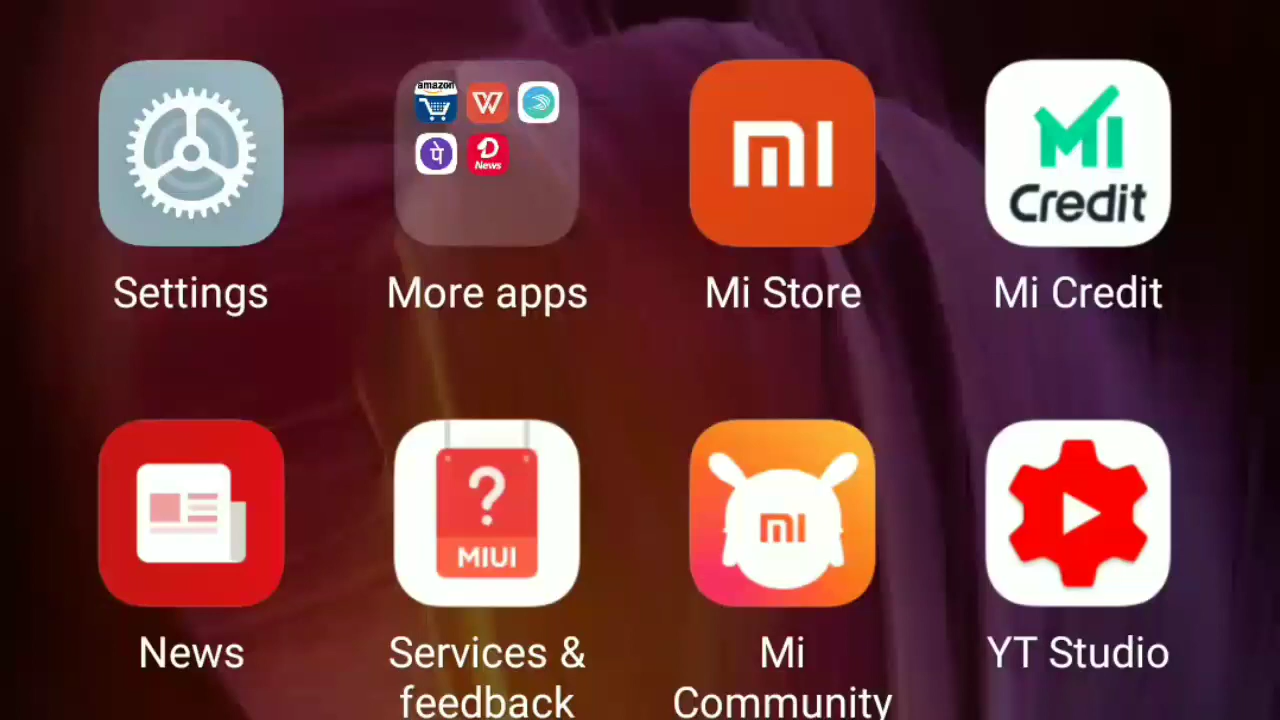 amazon
W
पे
D
News
mi
MI
Credit
Settings
More apps
Mi Store
Mi Credit
?
MIUI
mi
News
Services &
feedback
Mi
Community
YT Studio